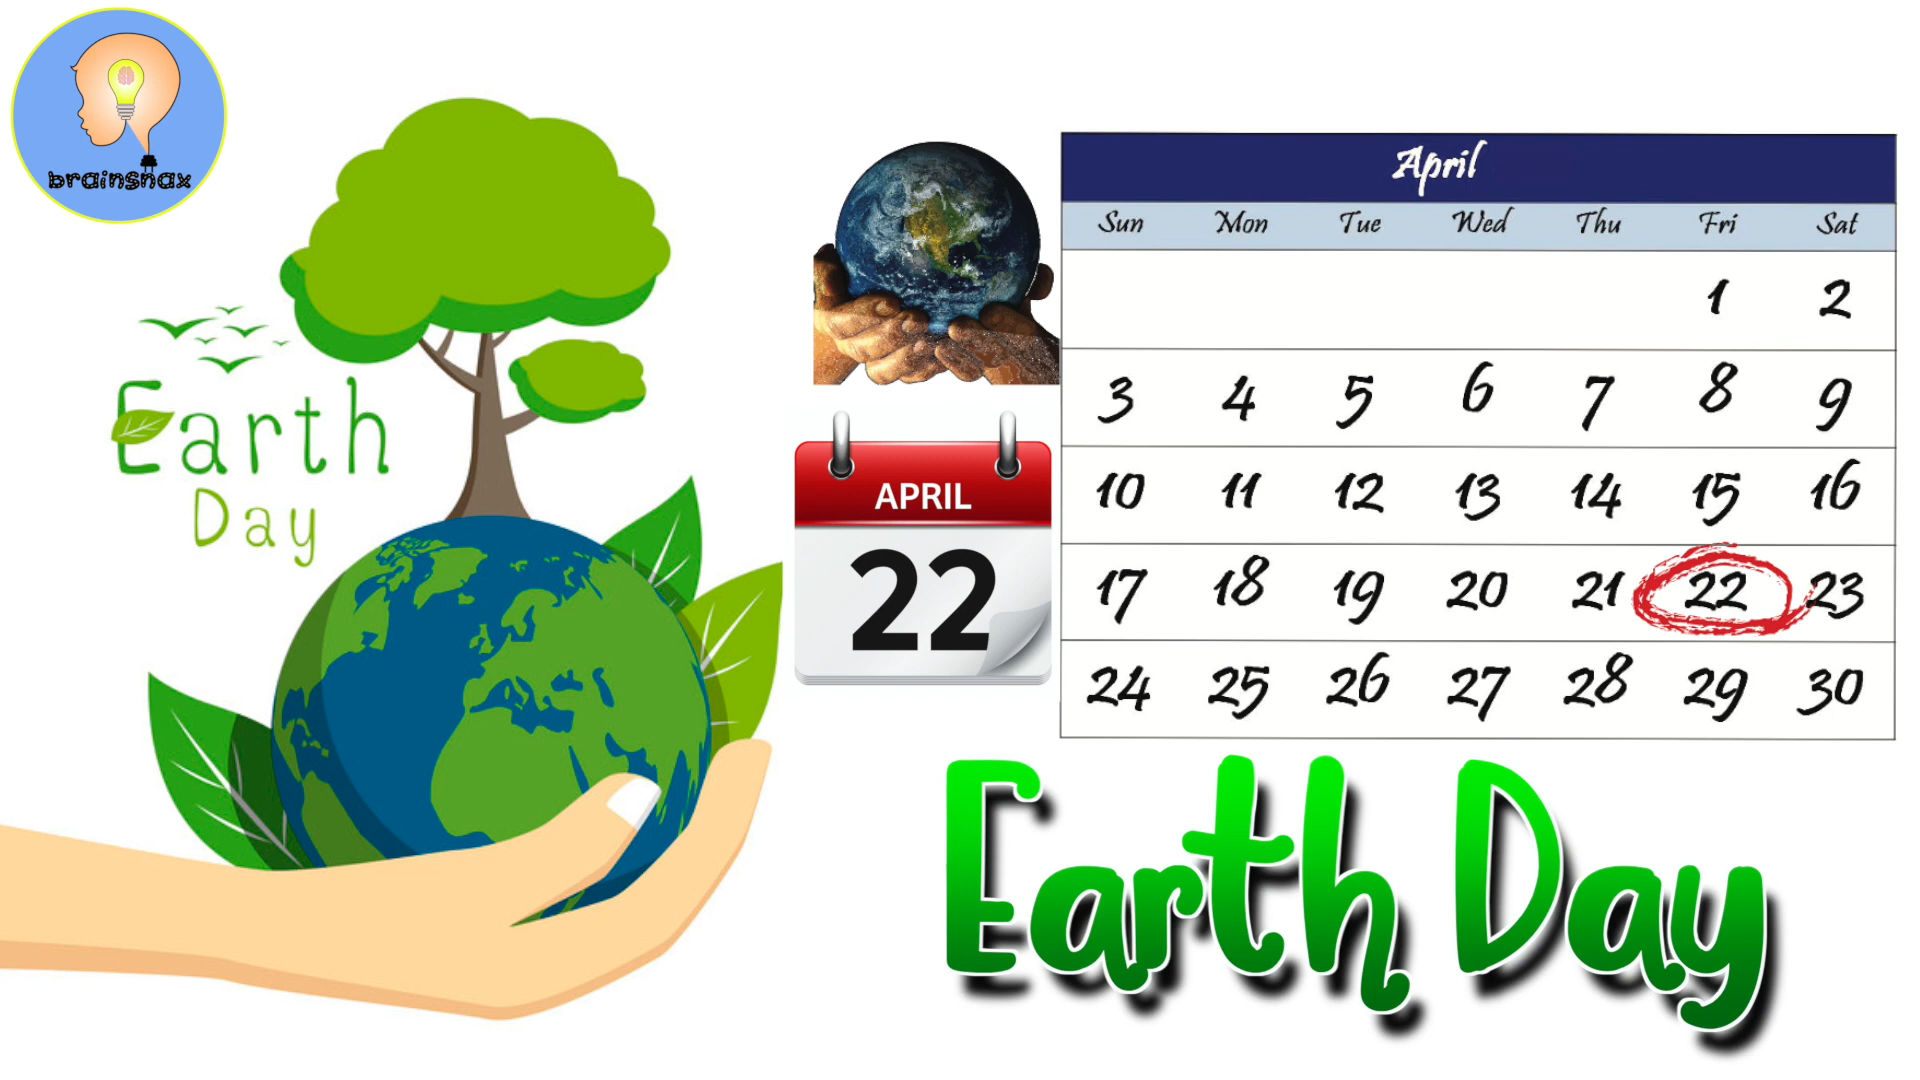 brainsnax
Earth
Day
APRIL
22
April
Sun Mon Tue Wed Thu Fri Sat
1 2
3 4 5 6 7 8 9
10 11 12 13 14 15 16
17 18 19 20 21 22 23
24 25 26 27 28 29 30
Earth Day